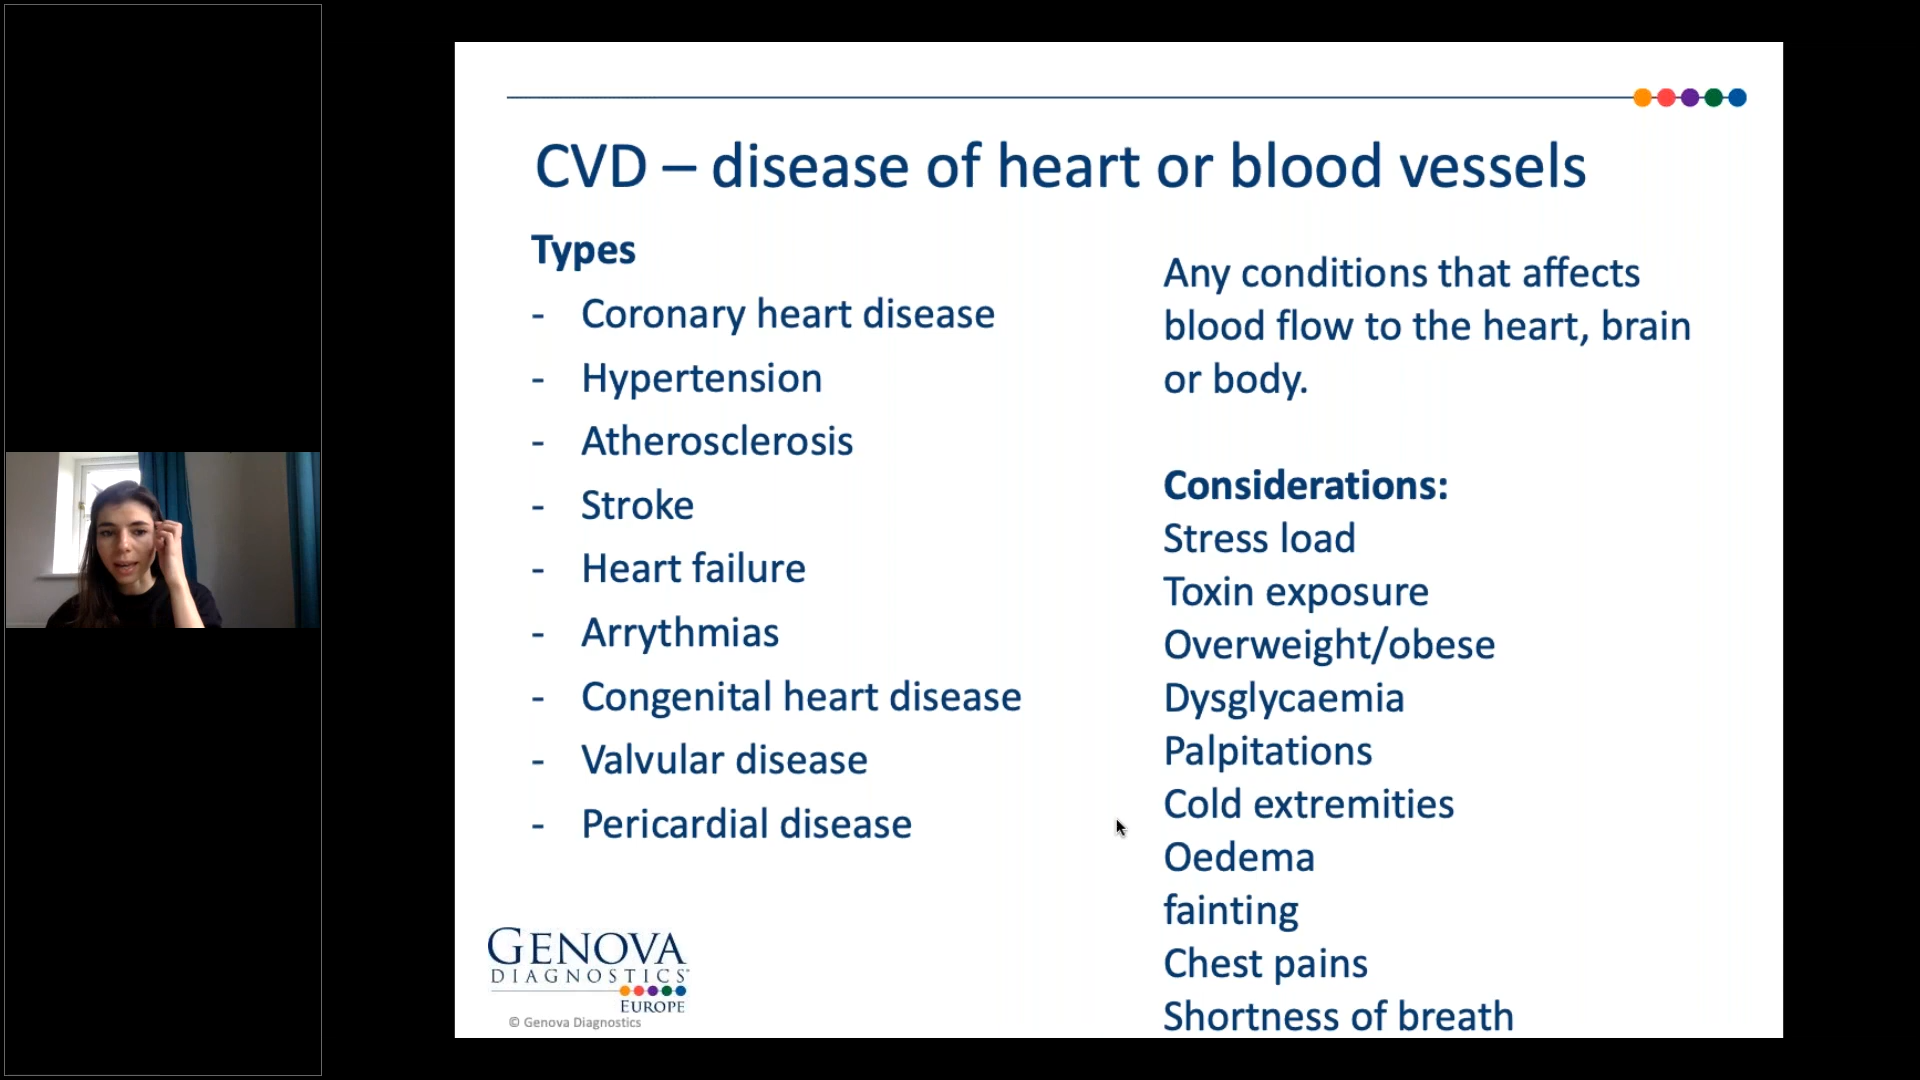 CVD – disease of heart or blood vessels
Types
- Coronary heart disease
- Hypertension
- Atherosclerosis
- Stroke
- Heart failure
- Arrythmias
- Congenital heart disease
- Valvular disease
- Pericardial disease
Any conditions that affects
blood flow to the heart, brain
or body.
Considerations:
Stress load
Toxin exposure
Overweight/obese
Dysglycaemia
Palpitations
Cold extremities
Oedema
fainting
Chest pains
Shortness of breath
GENOVA
DIAGNOSTICS
EUROPE
© Genova Diagnostics